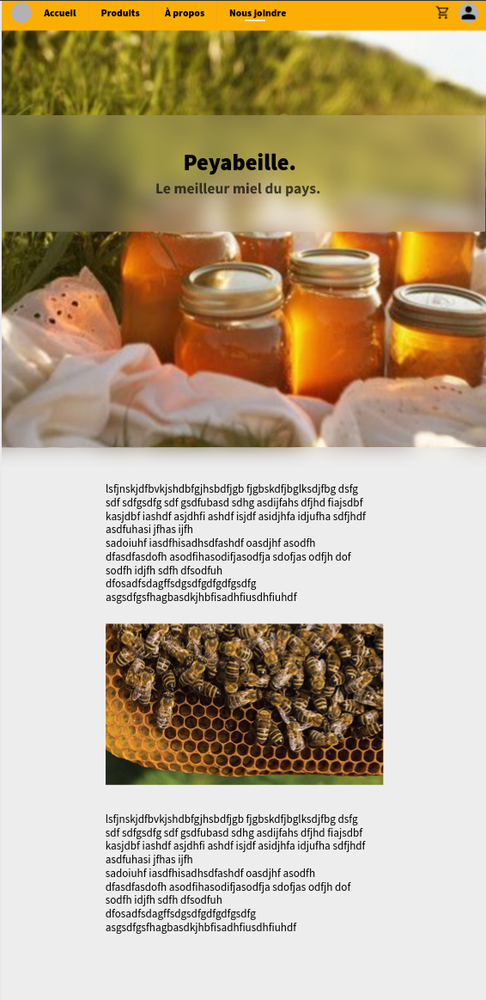 Accueil Produits À propos Nous joindre
Peyabeille.
Le meilleur miel du pays.
lsfjnskjdfbvkjshdbfgjhsbdfjgb fjgbskdfjbglksdjfbg dsfg
sdf sdfgsdfg sdf gsdfubasd sdhg asdijfahs dfjhd fiajsdbf
kasjdbf iashdf asjdhfi ashdf isjdf asidjhfa idjufha sdfjhdf
asdfuhasi jfhas ijfh
sadoiuhf iasdfhisadhsdfashdf oasdjhf asodfh
dfasdfasdofh asodfihasodifjasodfja sdofjas odfjh dof
sodfh idjfh sdfh dfsodfuh
dfosadfsdagffsdgsdfgdfgdfgsdfg
asgsdfgsfhagbasdkjhbfisadhfiusdhfiuhdf
lsfjnskjdfbvkjshdbfgjhsbdfjgb fjgbskdfjbglksdjfbg dsfg
sdf sdfgsdfg sdf gsdfubasd sdhg asdijfahs dfjhd fiajsdbf
kasjdbf iashdf asjdhfi ashdf isjdf asidjhfa idjufha sdfjhdf
asdfuhasi jfhas ijfh
sadoiuhf iasdfhisadhsdfashdf oasdjhf asodfh
dfasdfasdofh asodfihasodifjasodfja sdofjas odfjh dof
sodfh idjfh sdfh dfsodfuh
dfosadfsdagffsdgsdfgdfgdfgsdfg
asgsdfgsfhagbasdkjhbfisadhfiusdhfiuhdf